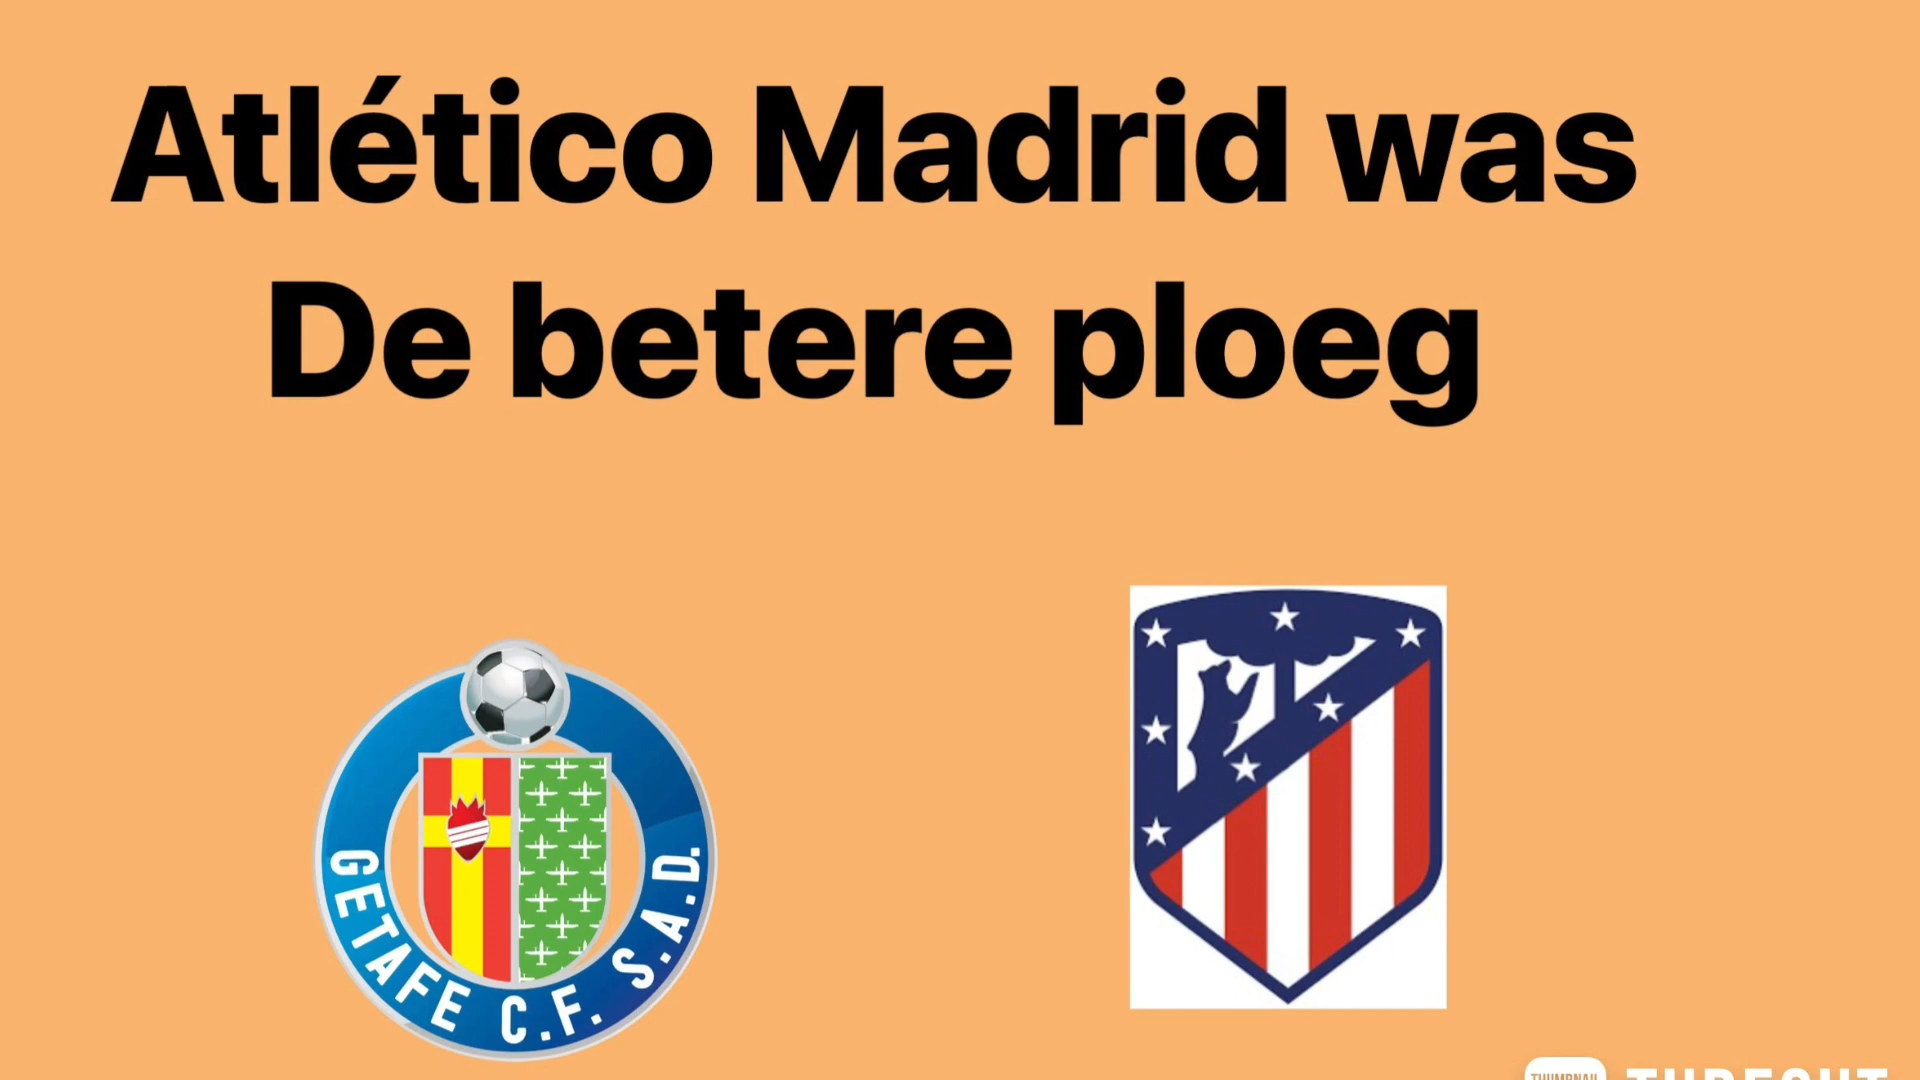 Atlético Madrid was
De betere ploeg
GETAFE C.F. S.A.D.